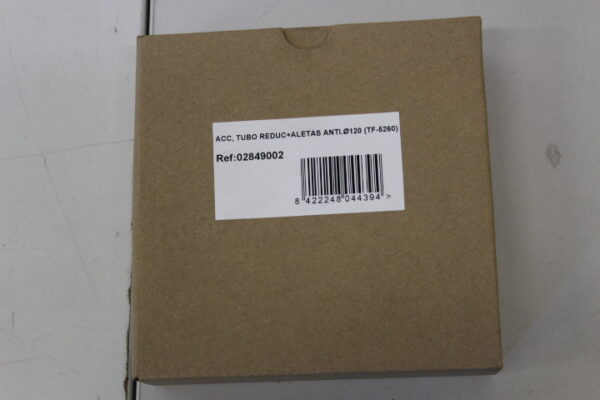 ACC, TUBO REDUC+ALETAS ANTI.Ø120 (TF-5260)
Ref:02849002
8 422248 044394 >